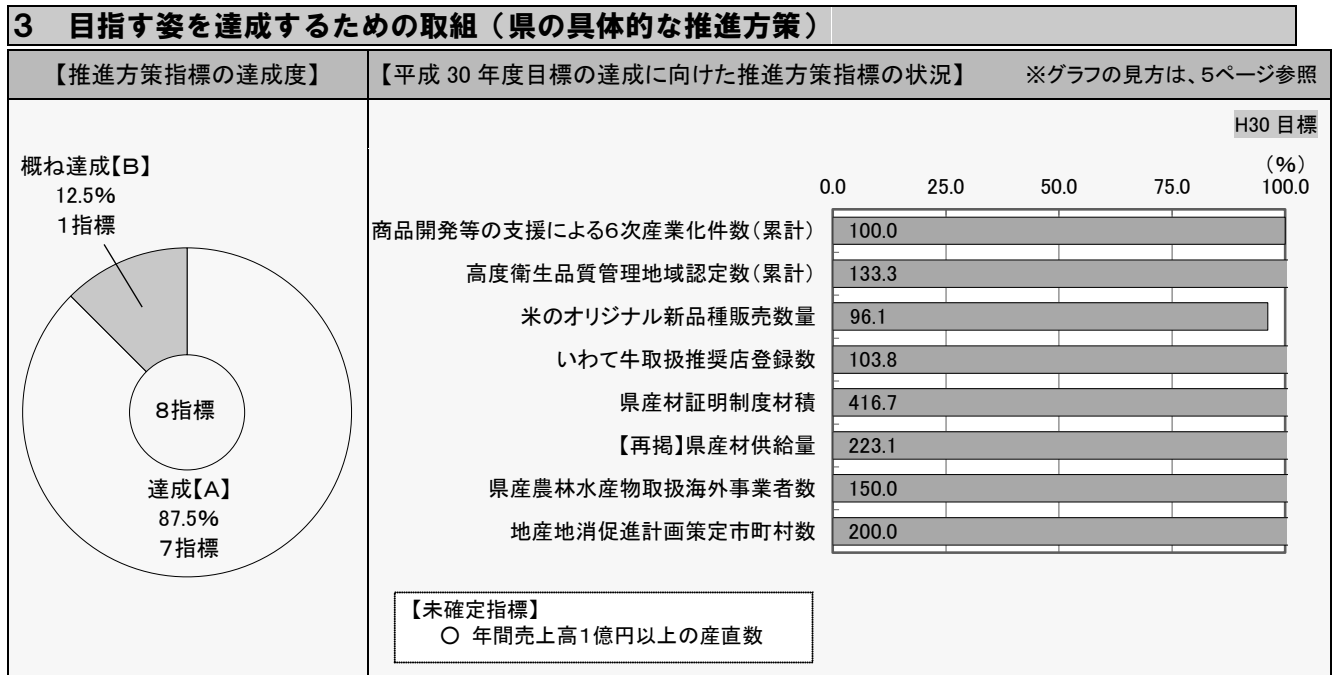 ３　目指す姿を達成するための取組（県の具体的な推進方策）
【推進方策指標の達成度】
【平成 30 年度目標の達成に向けた推進方策指標の状況】　※グラフの見方は、５ページ参照
概ね達成【Ｂ】
12.5%
１指標
８指標
達成【Ａ】
87.5%
７指標
H30 目標
（%）
0.0 25.0 50.0 75.0 100.0
商品開発等の支援による６次産業化件数（累計） 100.0
高度衛生品質管理地域認定数（累計） 133.3
米のオリジナル新品種販売数量 96.1
いわて牛取扱推奨店登録数 103.8
県産材証明制度材積 416.7
【再掲】県産材供給量 223.1
県産農林水産物取扱海外事業者数 150.0
地産地消促進計画策定市町村数 200.0
【未確定指標】
○ 年間売上高１億円以上の産直数